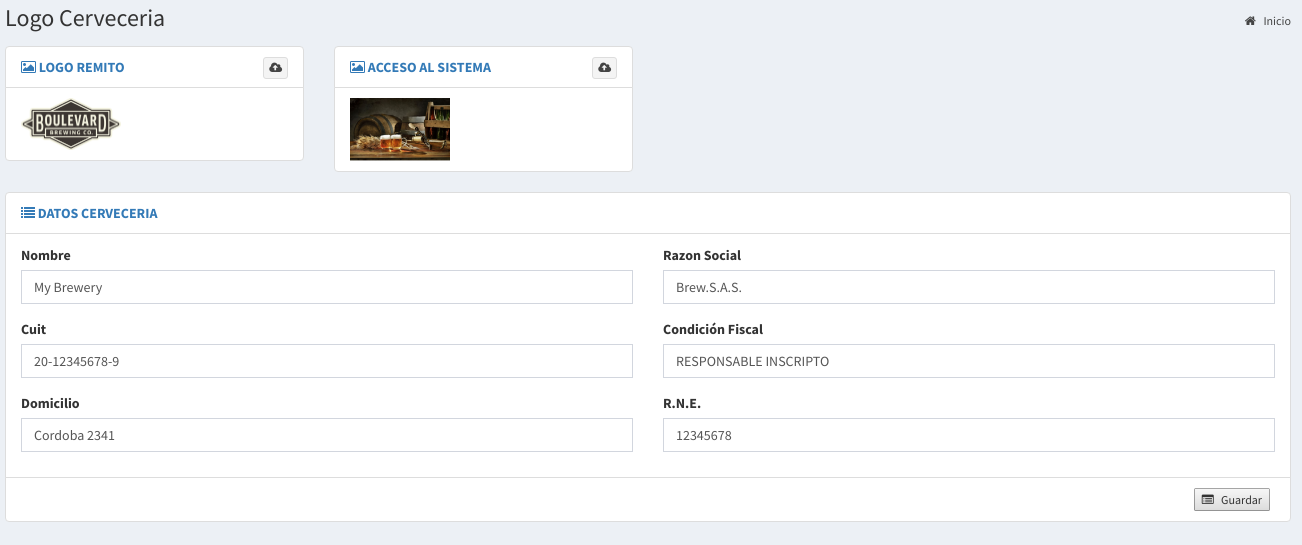 Logo Cerveceria
Inicio
LOGO REMITO
ACCESO AL SISTEMA
BOULEVARD
BREWING CO.
DATOS CERVECERIA
Nombre
Razon Social
My Brewery
Brew.S.A.S.
Cuit
Condición Fiscal
20-12345678-9
RESPONSABLE INSCRIPTO
Domicilio
R.N.E.
Cordoba 2341
12345678
Guardar